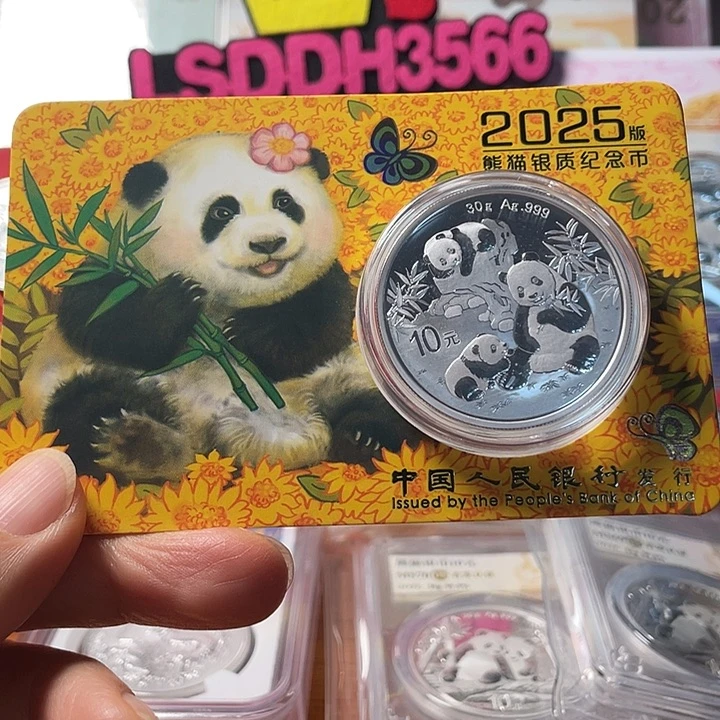 LSDDH3566
20
2025版
熊猫银质纪念币
30g Ag.999
10元
中国人民银行 发行
Issued by the People's Bank of China